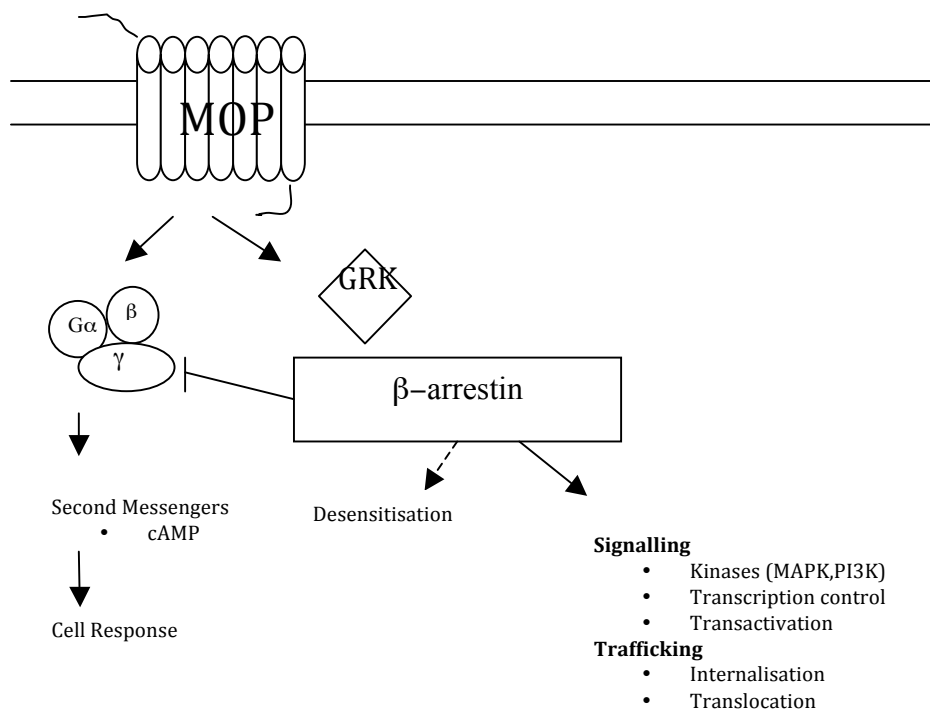 MOP
GRK
Gα
β
γ
β–arrestin
Second Messengers
• cAMP
Desensitisation
Cell Response
Signalling
• Kinases (MAPK,PI3K)
• Transcription control
• Transactivation
Trafficking
• Internalisation
• Translocation